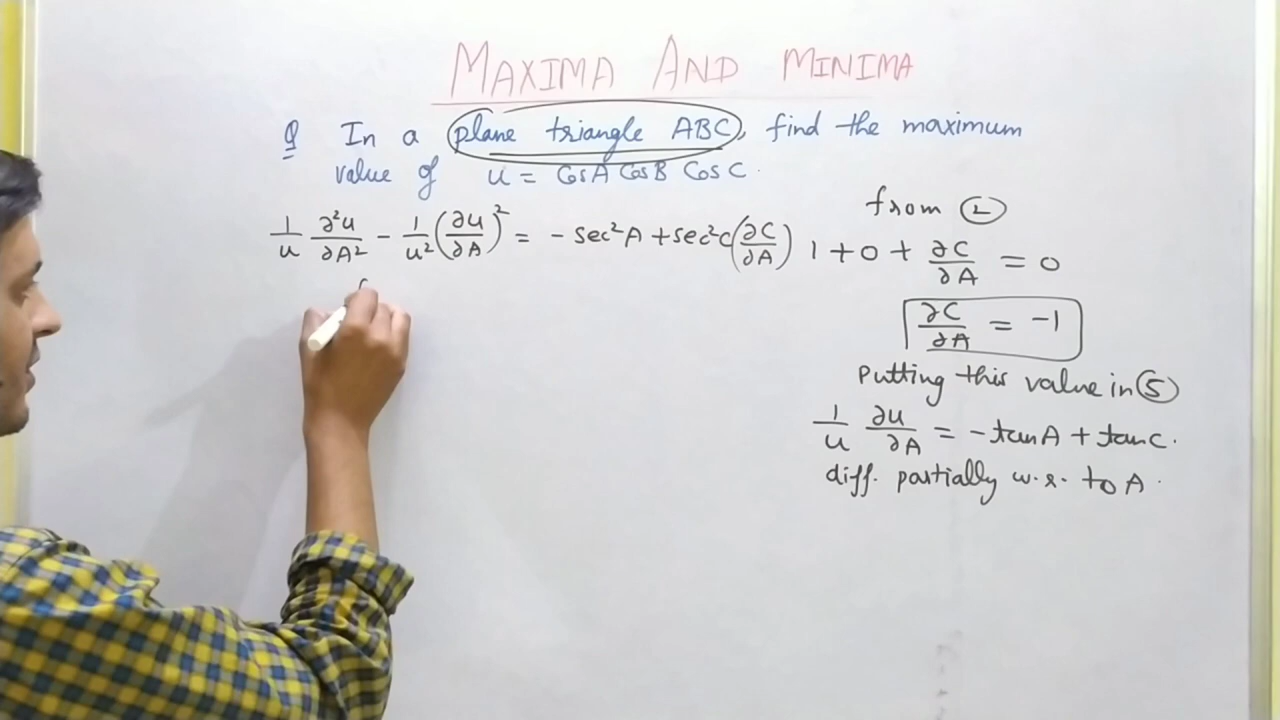 MAXIMA AND MINIMA
Q In a plane triangle ABC, find the maximum
value of u = CosA CosB CosC.
1/u ∂²u/∂A² - 1/u² (∂u/∂A)² = - sec²A + sec²C (∂C/∂A)
from ②
1 + 0 + ∂C/∂A = 0
∂C/∂A = -1
Putting this value in ⑤
1/u ∂u/∂A = - tanA + tanC.
diff. partially w.r. to A.